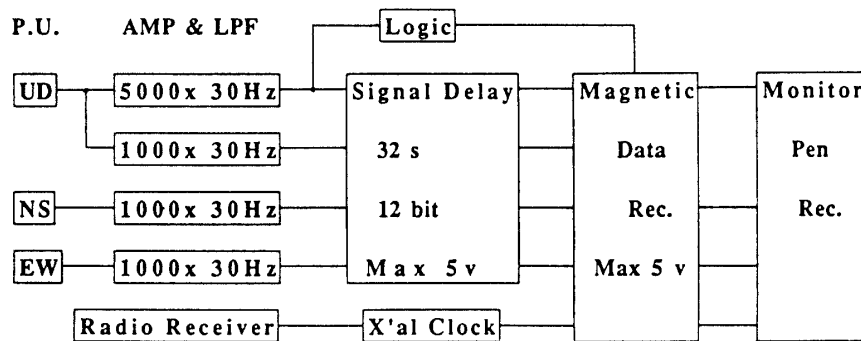 P.U. AMP & LPF Logic
UD 5000x 30Hz Signal Delay Magnetic Monitor
1000x 30Hz 32 s Data Pen
NS 1000x 30Hz 12 bit Rec. Rec.
EW 1000x 30Hz Max 5v Max 5 v
Radio Receiver X'al Clock